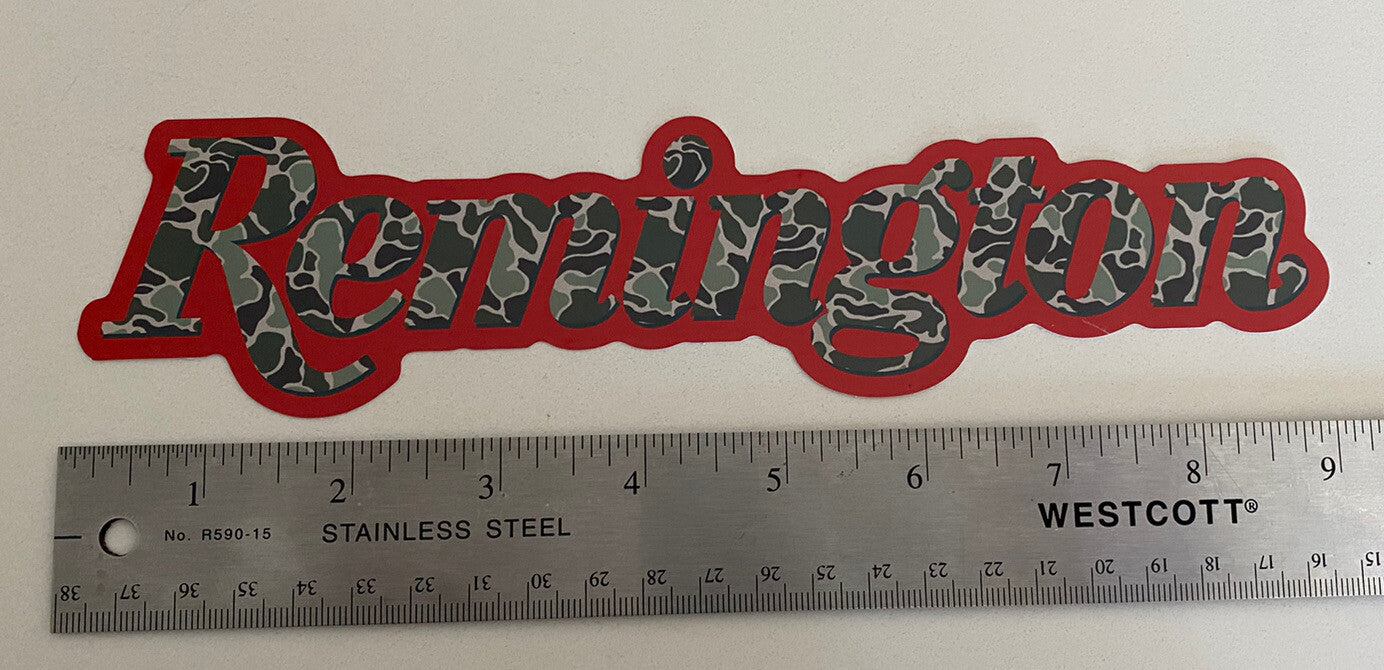 Remington
1 2 3 4 5 6 7 8 9
No. R590-15 STAINLESS STEEL WESTCOTT®
38 37 36 35 34 33 32 31 30 29 28 27 26 25 24 23 22 21 20 19 18 17 16 15